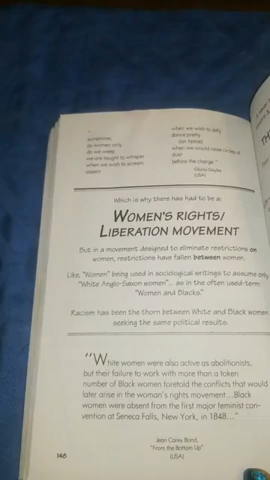 sometimes,
do women only
do we weep
we are taught to whisper
when we wish to scream
assent
when we wish to defy
dance pretty
(on tiptoe)
when we would raise circles of
dust
before the charge."
Gloria Gayles
(USA)
Which is why there has had to be a:
WOMEN'S RIGHTS/
LIBERATION MOVEMENT
But in a movement designed to eliminate restrictions on
women, restrictions have fallen between women.
Like, "Women" being used in sociological writings to assume only
"White Anglo-Saxon women"... as in the often used-term:
"Women and Blacks."
Racism has been the thorn between White and Black women
seeking the same political results.
"White women were also active as abolitionists,
but their failure to work with more than a token
number of Black women foretold the conflicts that would
later arise in the woman's rights movement...Black
women were absent from the first major feminist con-
vention at Seneca Falls, New York, in 1848..."
Jean Carey Bond,
"From the Bottom Up"
(USA)
148